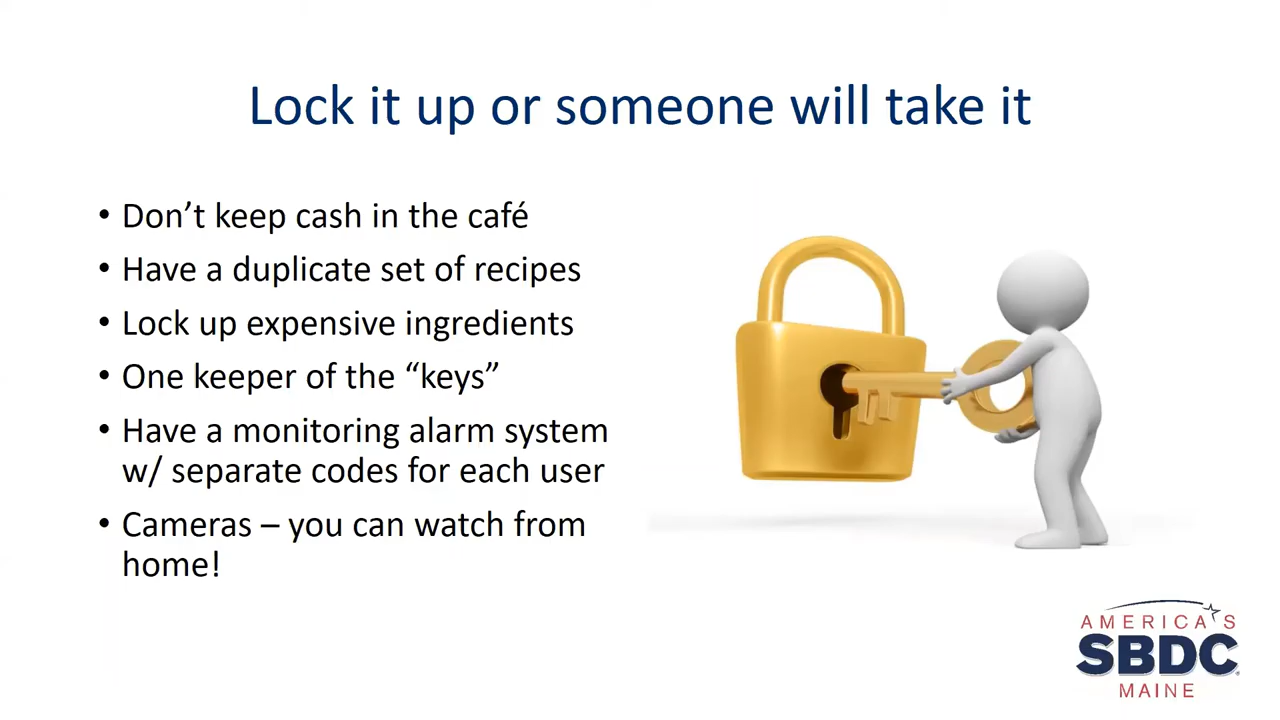 Lock it up or someone will take it
• Don’t keep cash in the café
• Have a duplicate set of recipes
• Lock up expensive ingredients
• One keeper of the “keys”
• Have a monitoring alarm system
w/ separate codes for each user
• Cameras – you can watch from
home!
AMERICA'S
SBDC®
MAINE